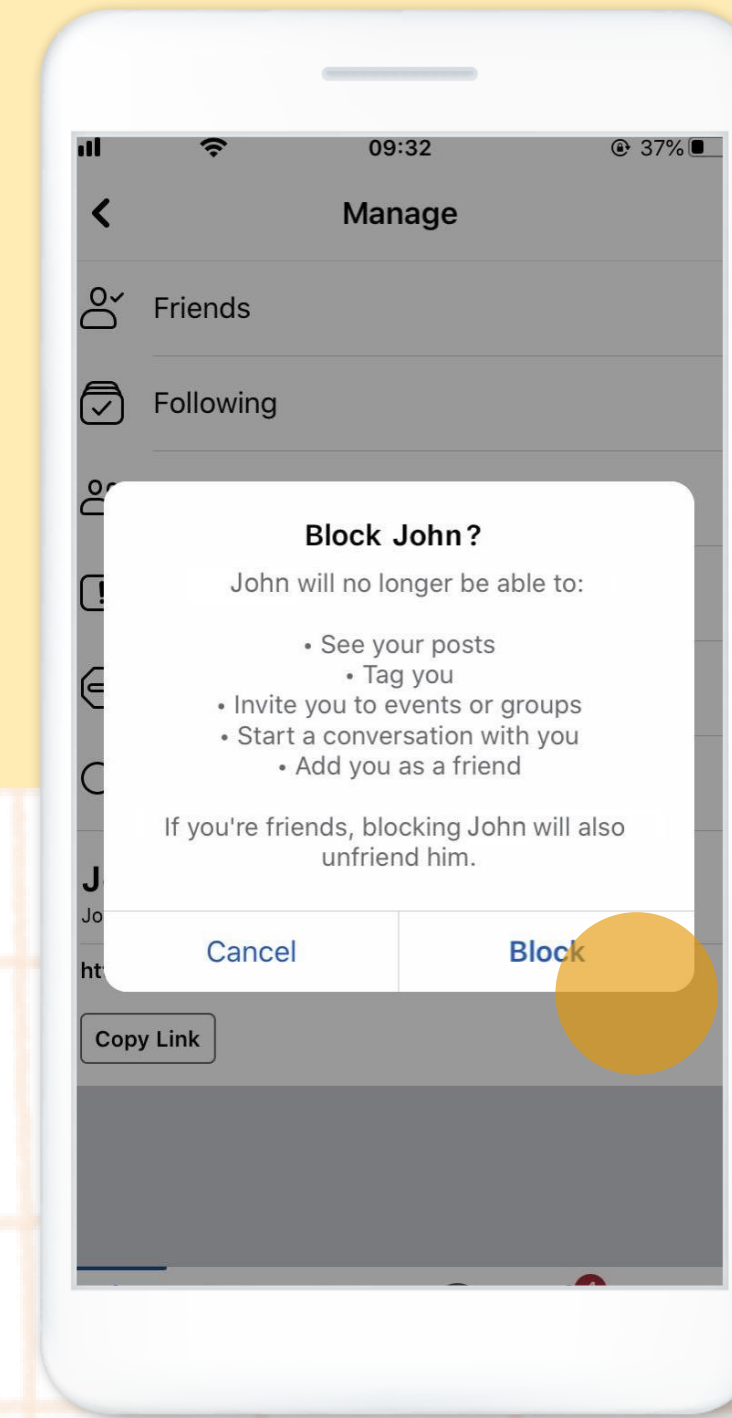 09:32
37%
Manage
Friends
Following
Block John?
John will no longer be able to:
• See your posts
• Tag you
• Invite you to events or groups
• Start a conversation with you
• Add you as a friend
If you're friends, blocking John will also
unfriend him.
Cancel
Block
Copy Link